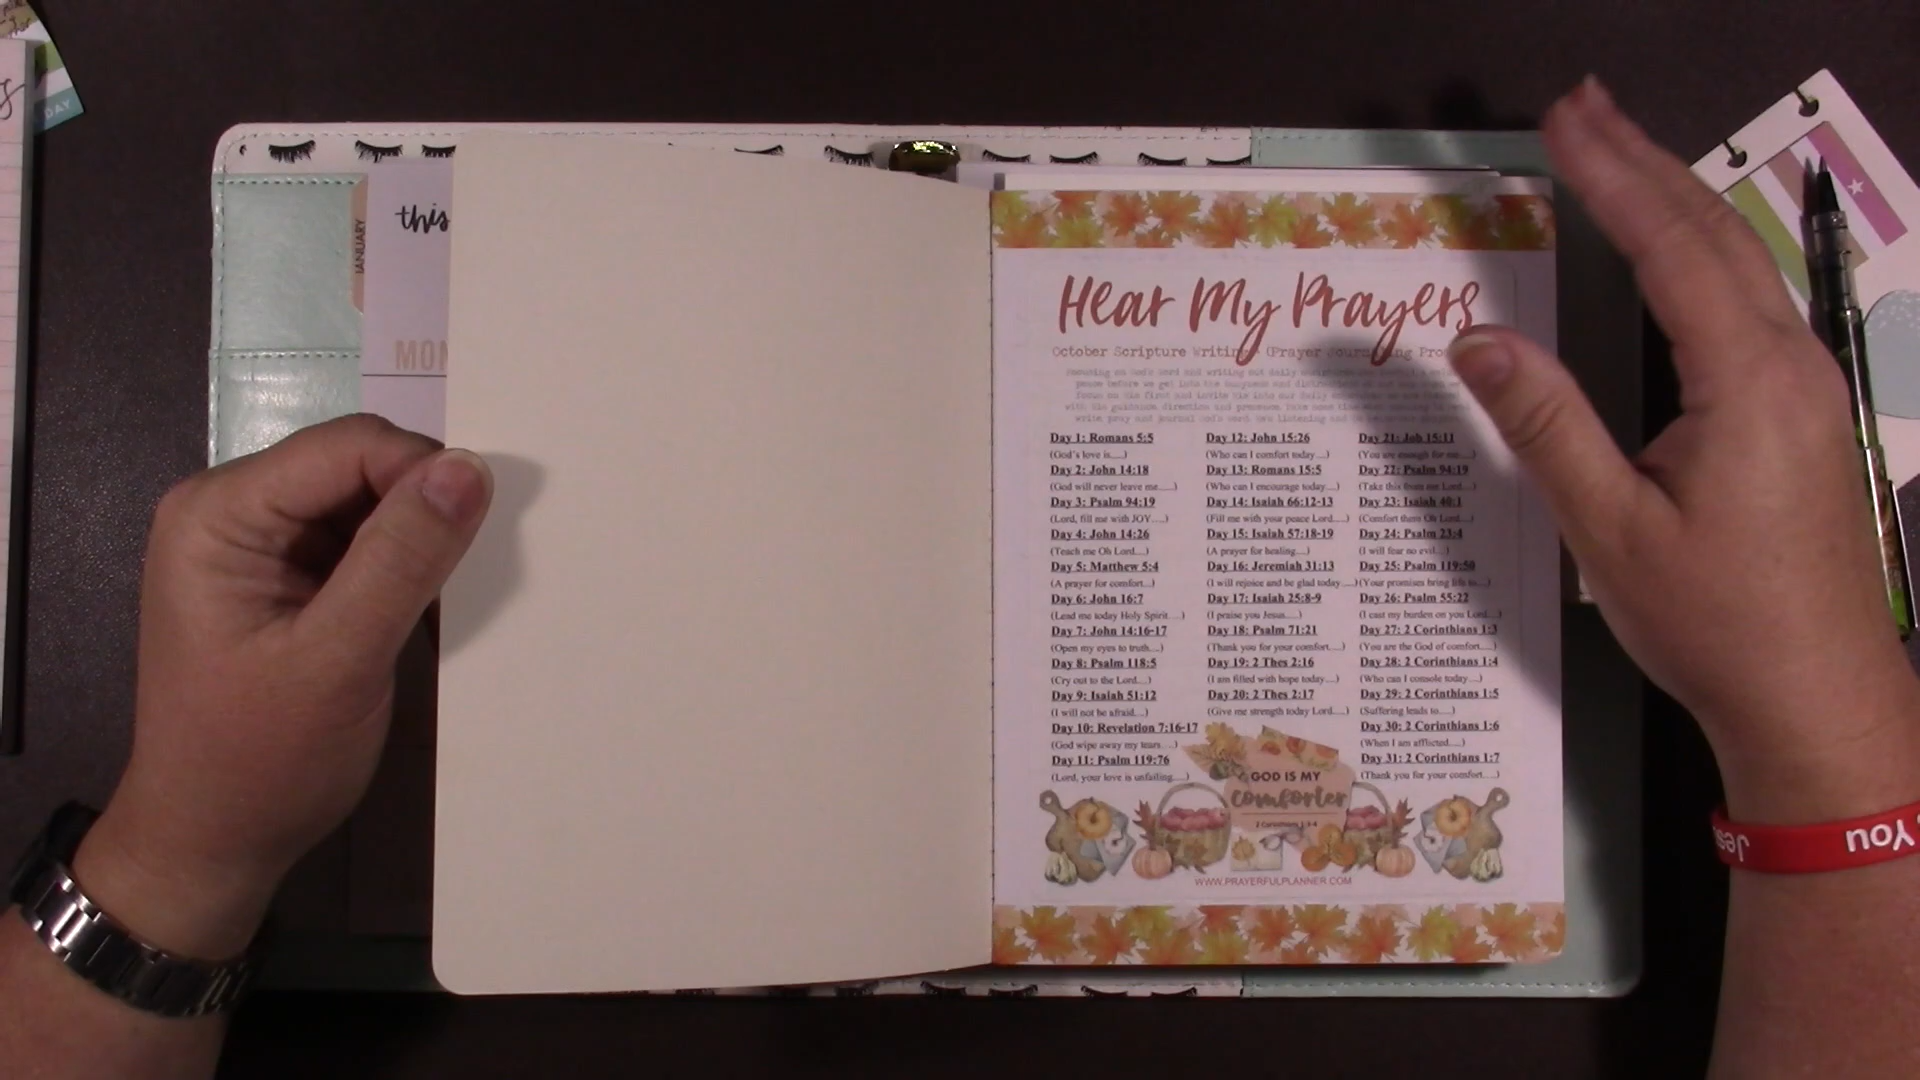 DAY
this
JANUARY
MON
Hear My Prayers
October Scripture Writing (Prayer Journaling
Day 1: Romans 5:5
(God's love is.....)
Day 2: John 14:18
(God will never leave me......)
Day 3: Psalm 94:19
(Lord, fill me with JOY.....)
Day 4: John 14:26
(Teach me Oh Lord....)
Day 5: Matthew 5:4
(A prayer for comfort...)
Day 6: John 16:7
(Lead me today Holy Spirit.....)
Day 7: John 14:16-17
(Open my eyes to truth....)
Day 8: Psalm 118:5
(Cry out to the Lord....)
Day 9: Isaiah 51:12
(I will not be afraid....)
Day 10: Revelation 7:16-17
(God wipe away my tears.....)
Day 11: Psalm 119:76
(Lord, your love is unfailing.....)
Day 12: John 15:26
(Who can I comfort today....)
Day 13: Romans 15:5
(Who can I encourage today....)
Day 14: Isaiah 66:12-13
(Fill me with your peace Lord....)
Day 15: Isaiah 57:18-19
(A prayer for healing....)
Day 16: Jeremiah 31:13
(I will rejoice and be glad today.....)
Day 17: Isaiah 25:8-9
(I praise you Jesus....)
Day 18: Psalm 71:21
(Thank you for your comfort.....)
Day 19: 2 Thes 2:16
(I am filled with hope today....)
Day 20: 2 Thes 2:17
(Give me strength today Lord....)
Day 21: Job 15:11
(You are enough for me....)
Day 22: Psalm 94:19
(Take this from me Lord....)
Day 23: Isaiah 40:1
(Comfort them Oh Lord....)
Day 24: Psalm 23:4
(I will fear no evil....)
Day 25: Psalm 119:50
(Your promises bring life to.....)
Day 26: Psalm 55:22
(I cast my burden on you Lord....)
Day 27: 2 Corinthians 1:3
(You are the God of comfort....)
Day 28: 2 Corinthians 1:4
(Who can I console today....)
Day 29: 2 Corinthians 1:5
(Suffering leads to.....)
Day 30: 2 Corinthians 1:6
(When I am afflicted.....)
Day 31: 2 Corinthians 1:7
(Thank you for your comfort....)
GOD IS MY
comforter
WWW.PRAYERFULPLANNER.COM
You